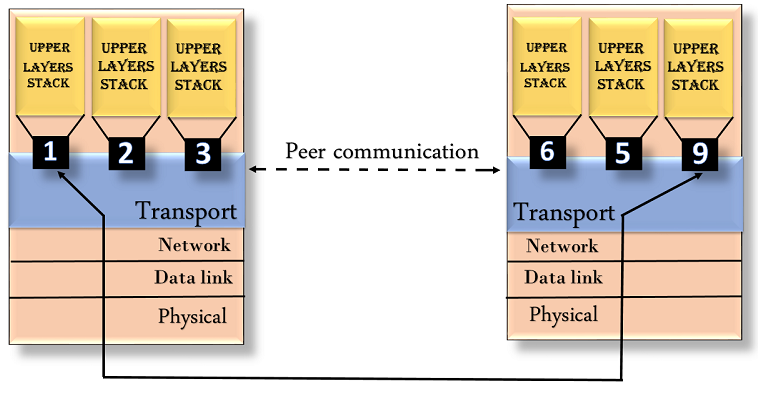 UPPER
LAYERS
STACK
UPPER
LAYERS
STACK
UPPER
LAYERS
STACK
1
2
3
Transport
Network
Data link
Physical
Peer communication
UPPER
LAYERS
STACK
UPPER
LAYERS
STACK
UPPER
LAYERS
STACK
6
5
9
Transport
Network
Data link
Physical